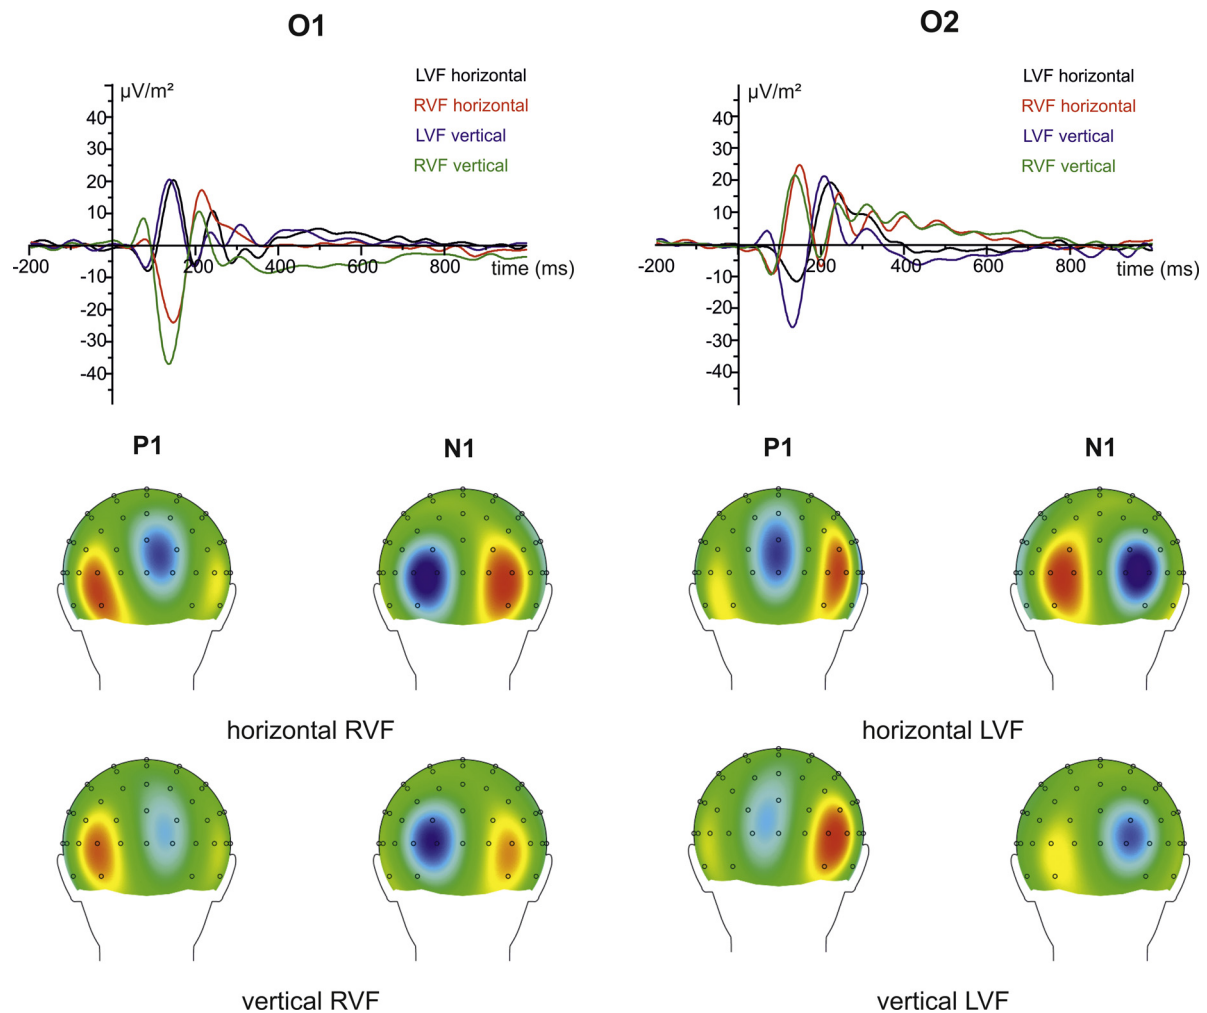 O1
O2
µV/m²
LVF horizontal
RVF horizontal
LVF vertical
RVF vertical
40
30
20
10
0
-10
-20
-30
-40
-200
200
400
600
800
time (ms)
µV/m²
LVF horizontal
RVF horizontal
LVF vertical
RVF vertical
40
30
20
10
0
-10
-20
-30
-40
-200
200
400
600
800
time (ms)
P1
N1
P1
N1
horizontal RVF
horizontal LVF
vertical RVF
vertical LVF